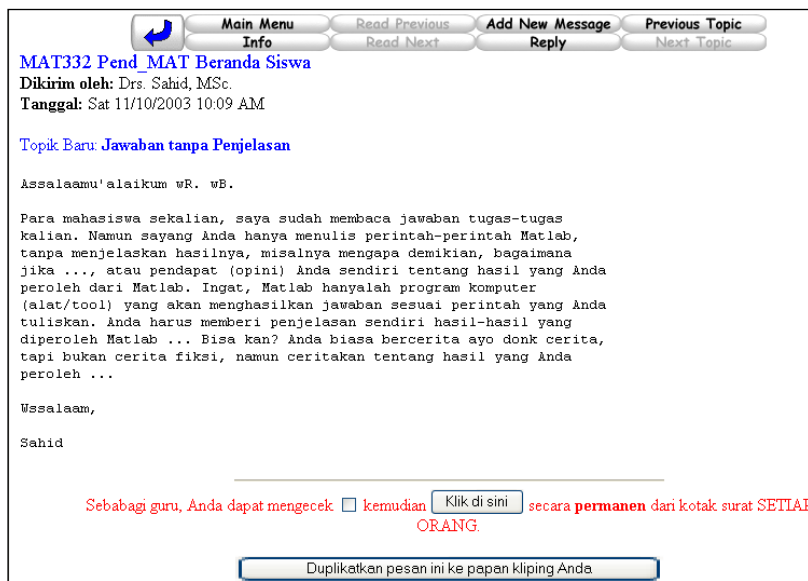 Main Menu Read Previous Add New Message Previous Topic
Info Read Next Reply Next Topic
MAT332 Pend_MAT Beranda Siswa
Dikirim oleh: Drs. Sahid, MSc.
Tanggal: Sat 11/10/2003 10:09 AM
Topik Baru: Jawaban tanpa Penjelasan
Assalaamu'alaikum wR. wB.
Para mahasiswa sekalian, saya sudah membaca jawaban tugas-tugas
kalian. Namun sayang Anda hanya menulis perintah-perintah Matlab,
tanpa menjelaskan hasilnya, misalnya mengapa demikian, bagaimana
jika ..., atau pendapat (opini) Anda sendiri tentang hasil yang Anda
peroleh dari Matlab. Ingat, Matlab hanyalah program komputer
(alat/tool) yang akan menghasilkan jawaban sesuai perintah yang Anda
tuliskan. Anda harus memberi penjelasan sendiri hasil-hasil yang
diperoleh Matlab ... Bisa kan? Anda biasa bercerita ayo donk cerita,
tapi bukan cerita fiksi, namun ceritakan tentang hasil yang Anda
peroleh ...
Wssalaam,
Sahid
Sebabagi guru, Anda dapat mengecek kemudian Klik di sini secara permanen dari kotak surat SETIAP
ORANG.
Duplikatkan pesan ini ke papan kliping Anda